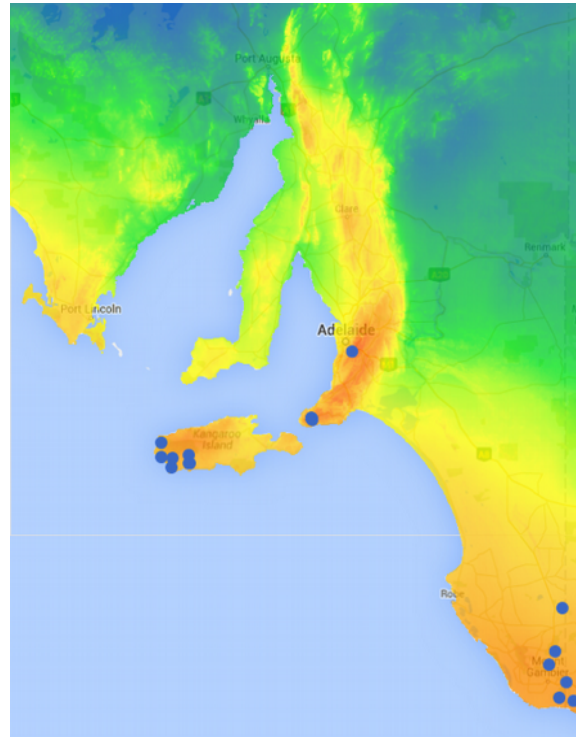 Port Augusta
Whyalla
Clare
Renmark
Port Lincoln
Adelaide
Kangaroo
Island
Robe
Mount
Gambier